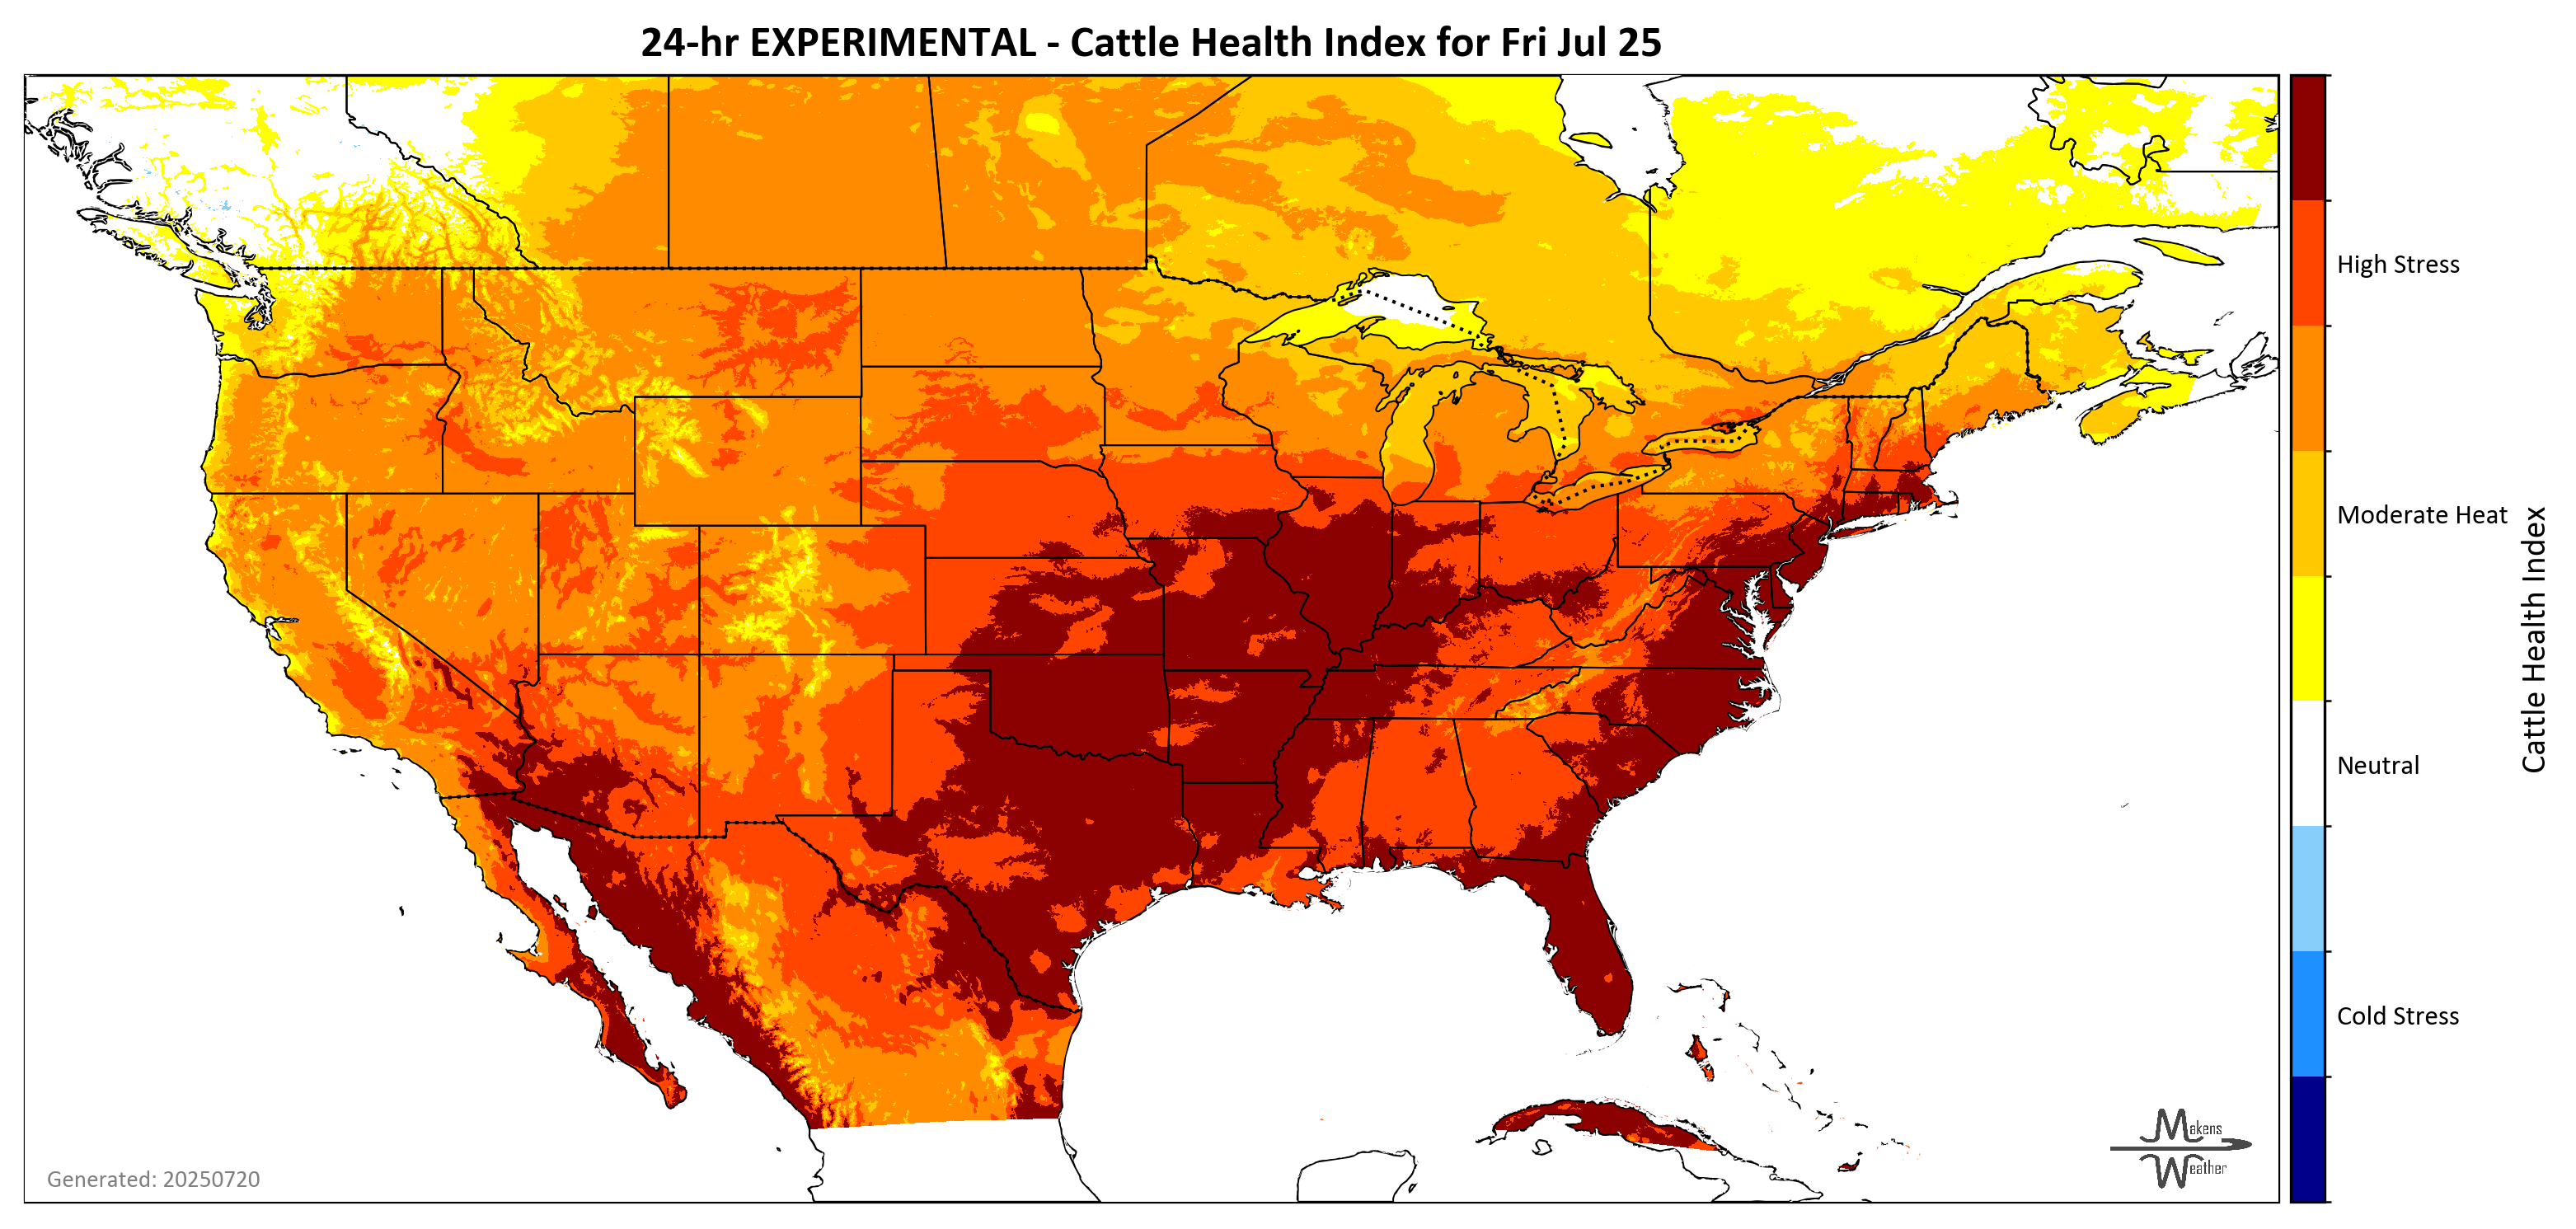 24-hr EXPERIMENTAL - Cattle Health Index for Fri Jul 25
High Stress
Moderate Heat
Neutral
Cold Stress
Cattle Health Index
Generated: 20250720
Makens
Weather